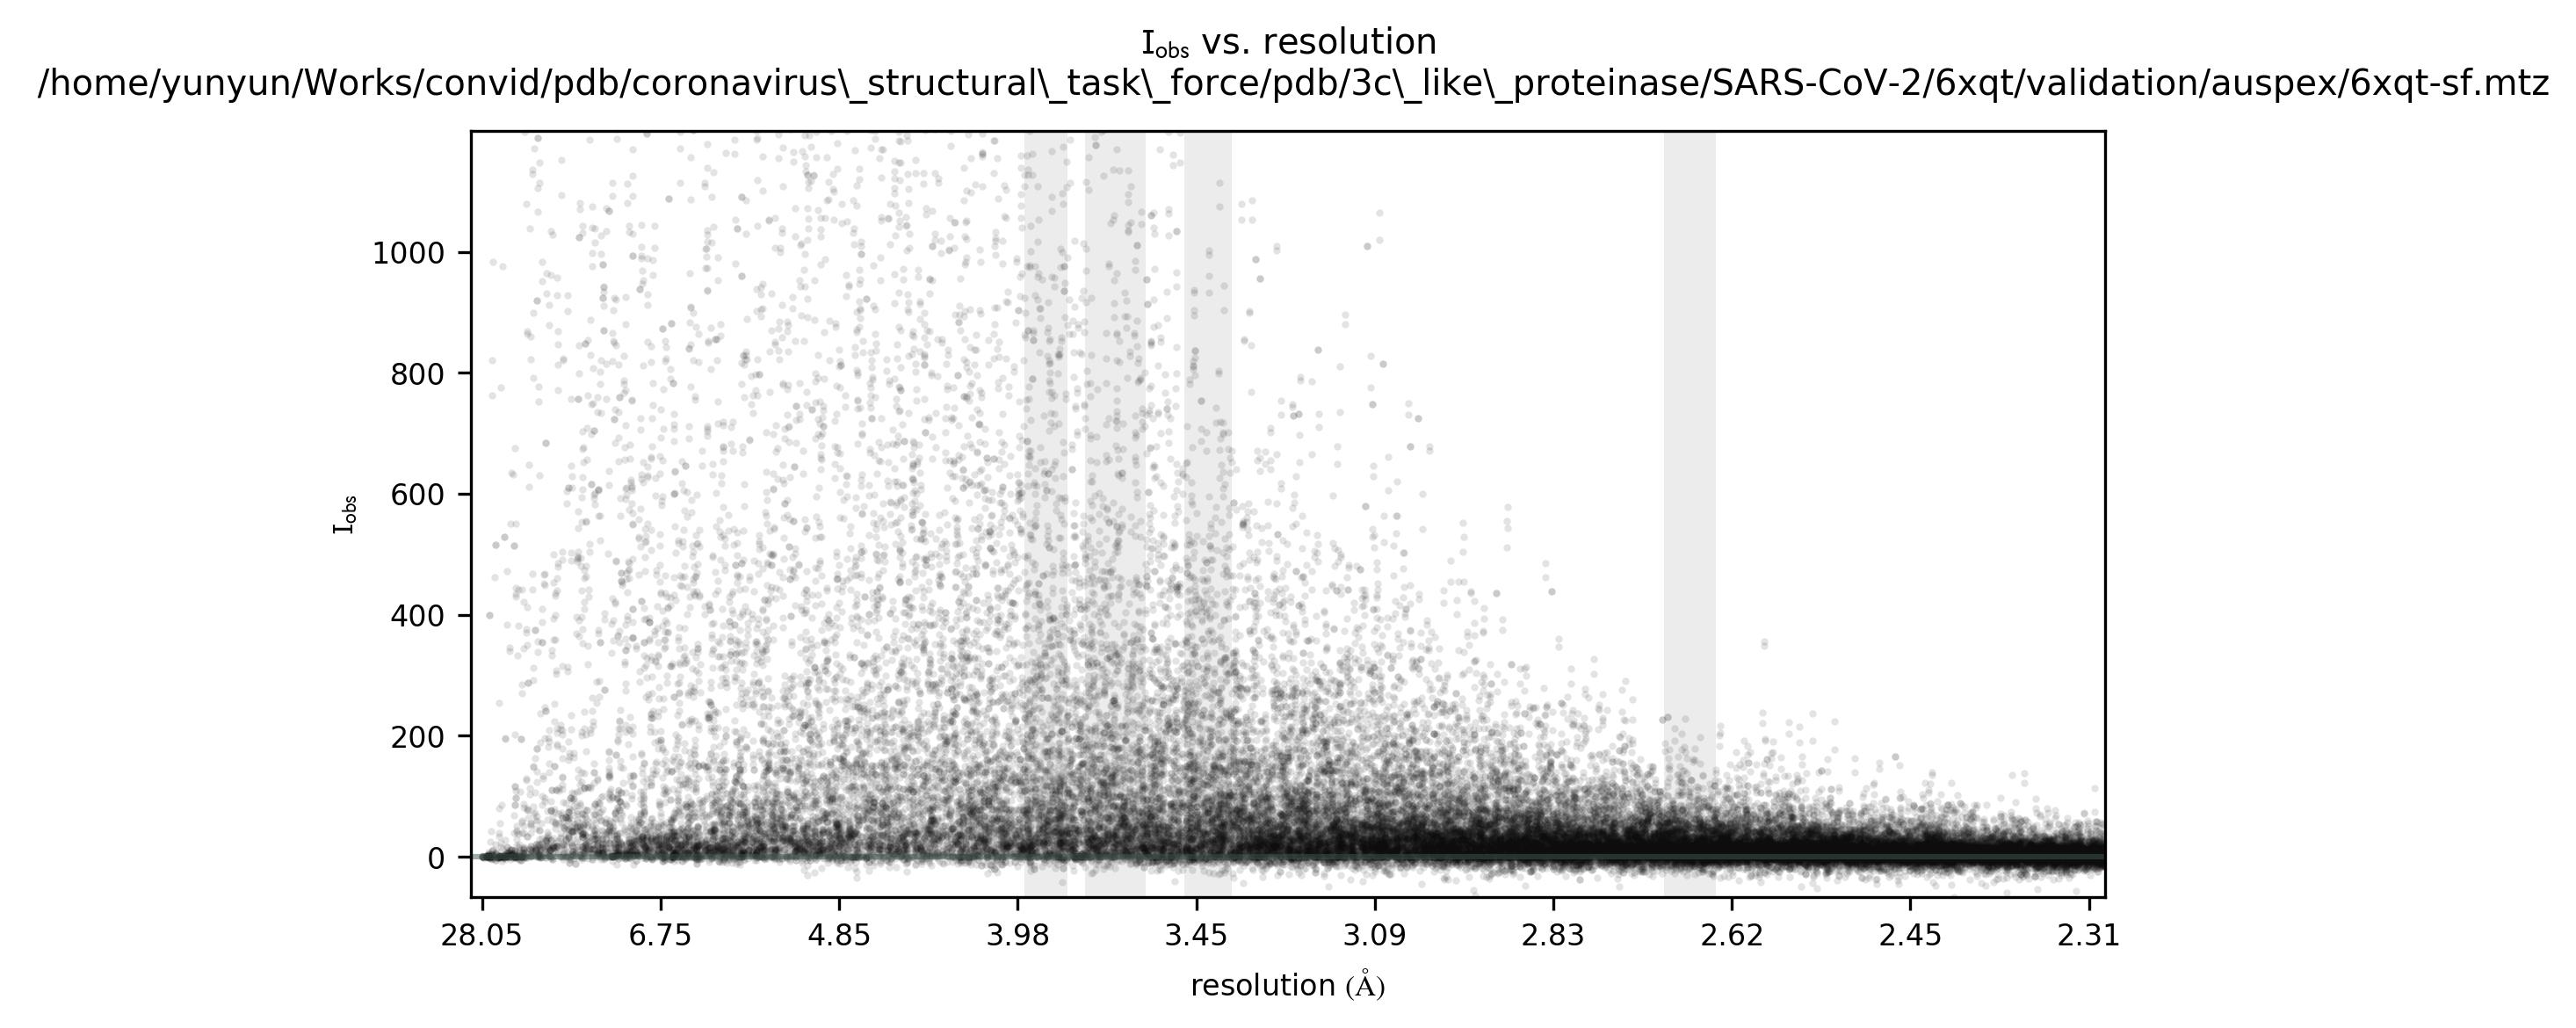 I_obs vs. resolution
/home/yunyun/Works/convid/pdb/coronavirus\_structural\_task\_force/pdb/3c\_like\_proteinase/SARS-CoV-2/6xqt/validation/auspex/6xqt-sf.mtz
I_obs
1000
800
600
400
200
0
28.05 6.75 4.85 3.98 3.45 3.09 2.83 2.62 2.45 2.31
resolution (Å)